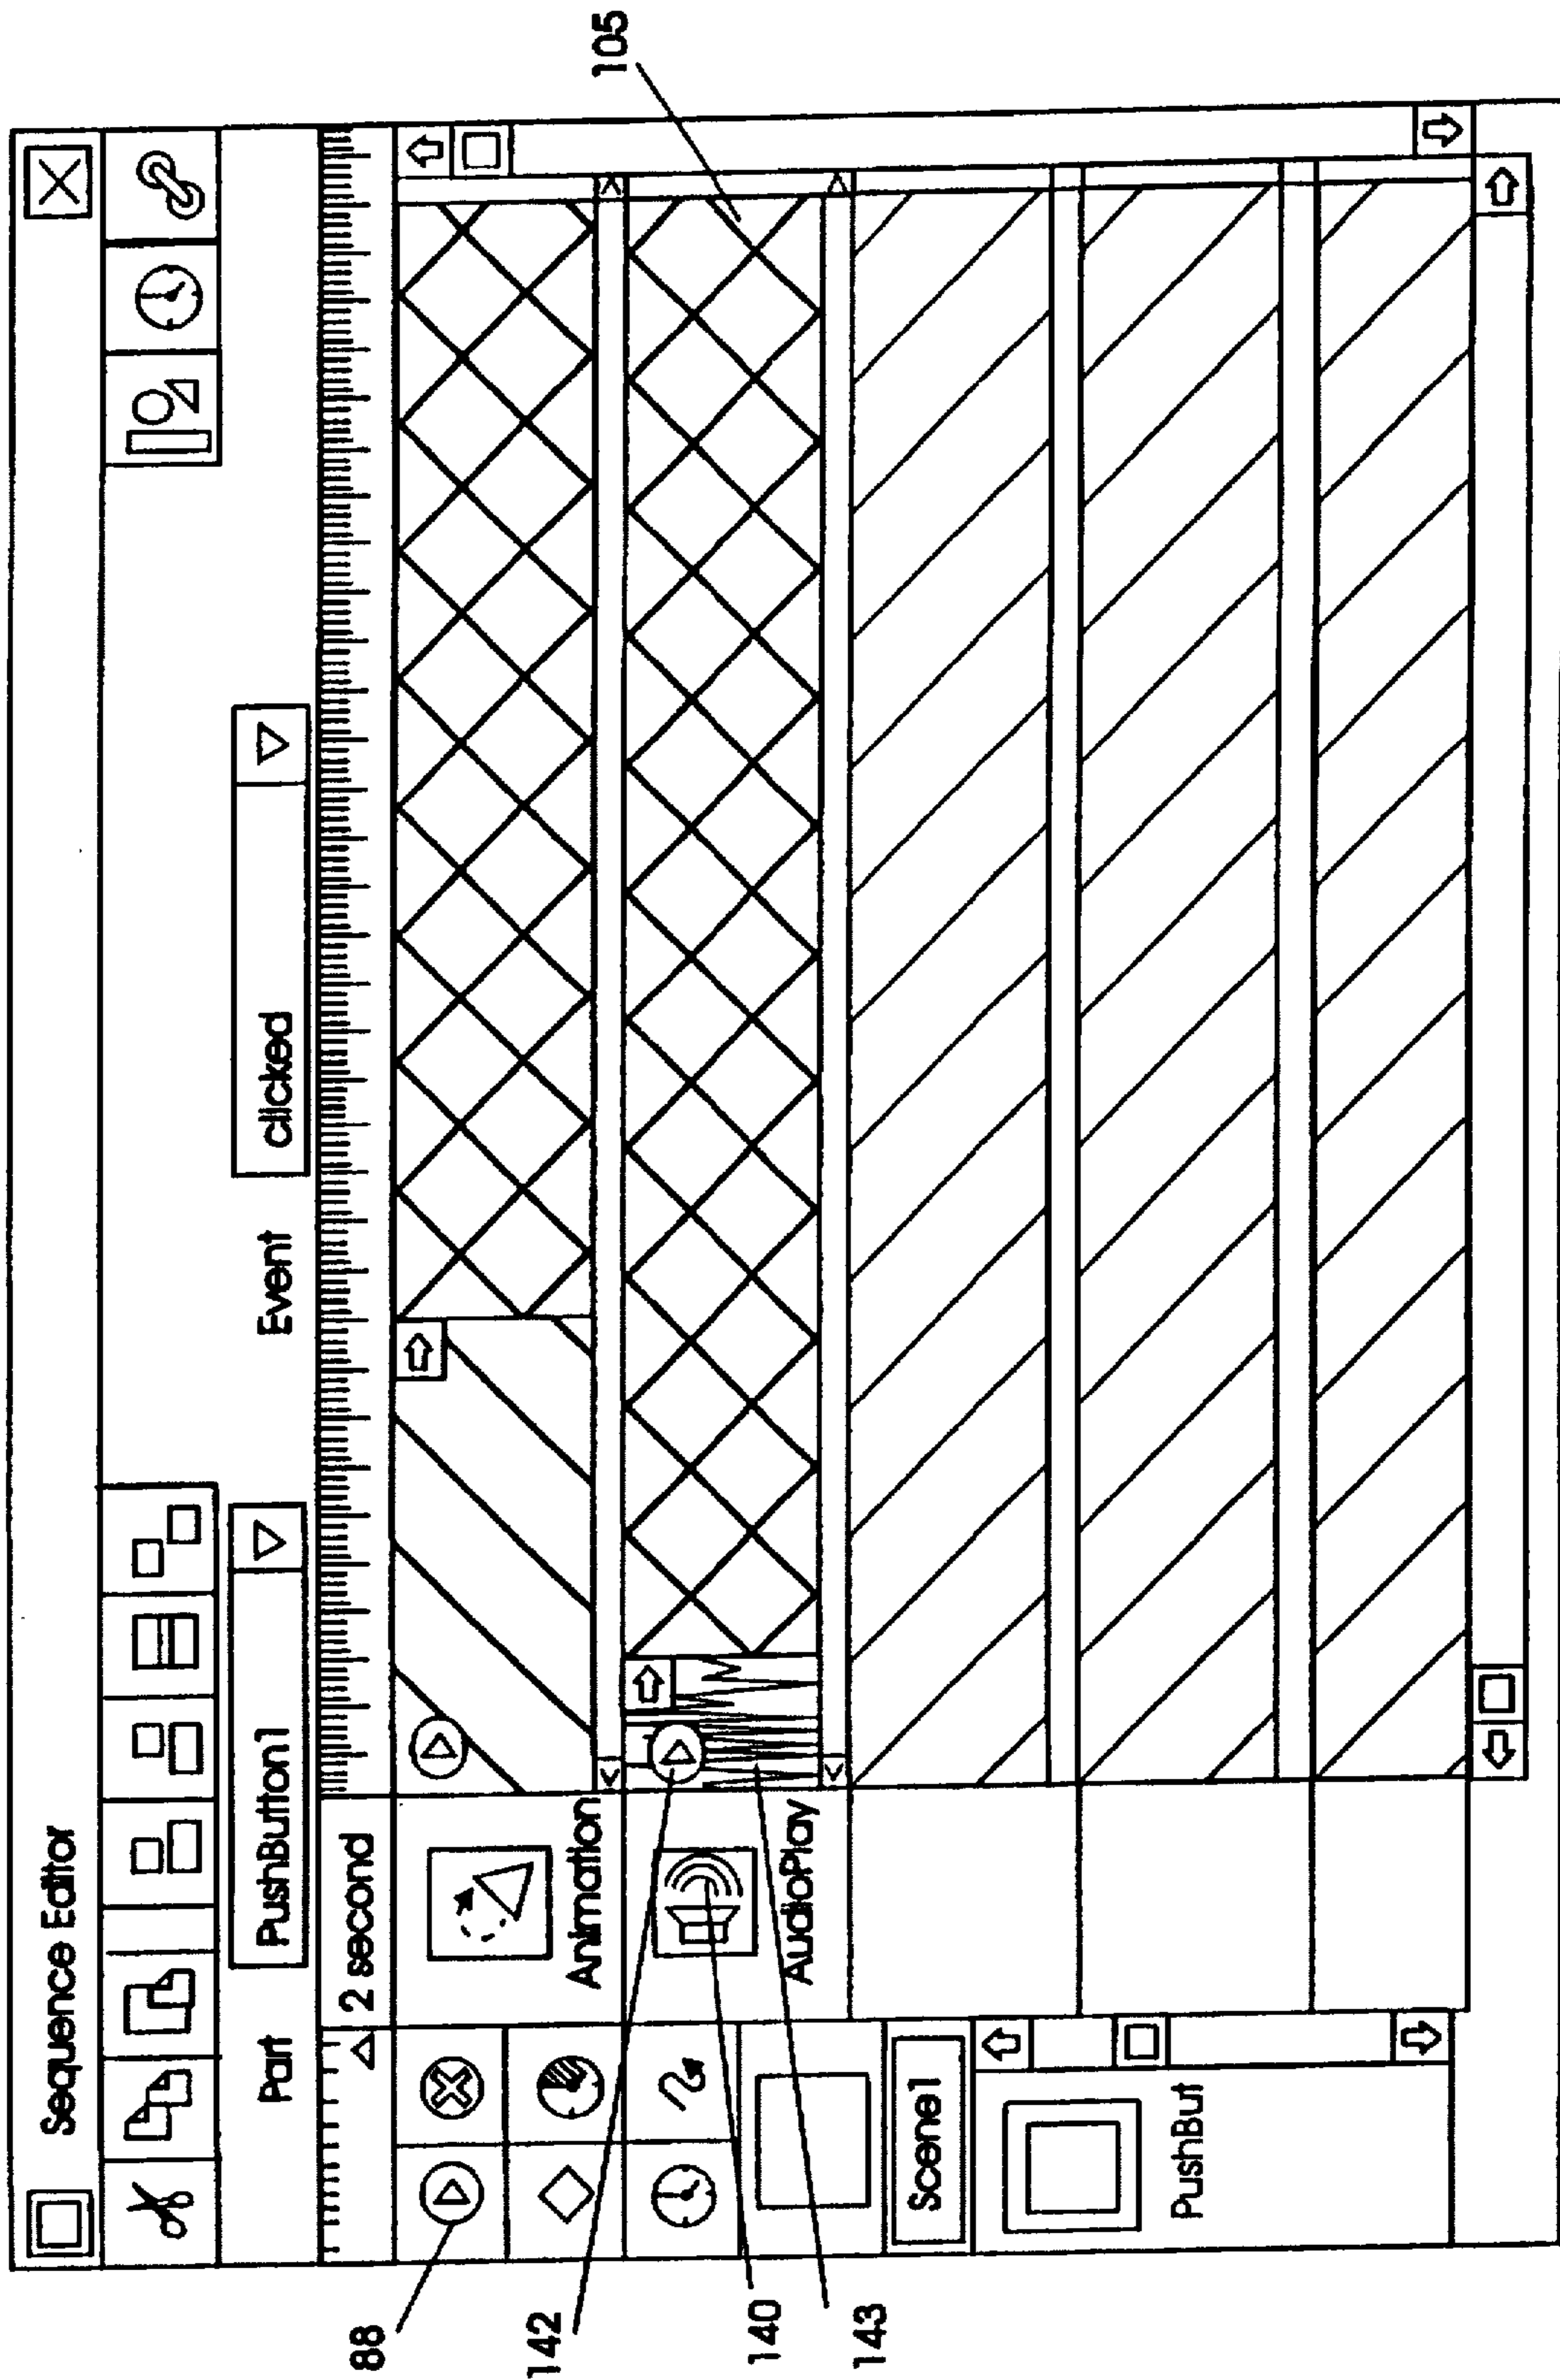 Sequence Editor
Part PushButton1 Event clicked
2 second
Animation
AudioPlay
Scene1
PushBut
88
142
140
143
105